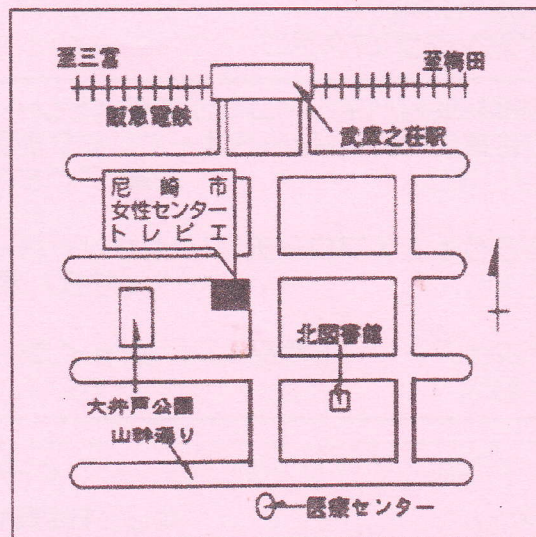 至三宮
至梅田
阪急電鉄
武庫之荘駅
尼崎市
女性センター
トレピエ
北図書館
大井戸公園
山幹通り
医療センター